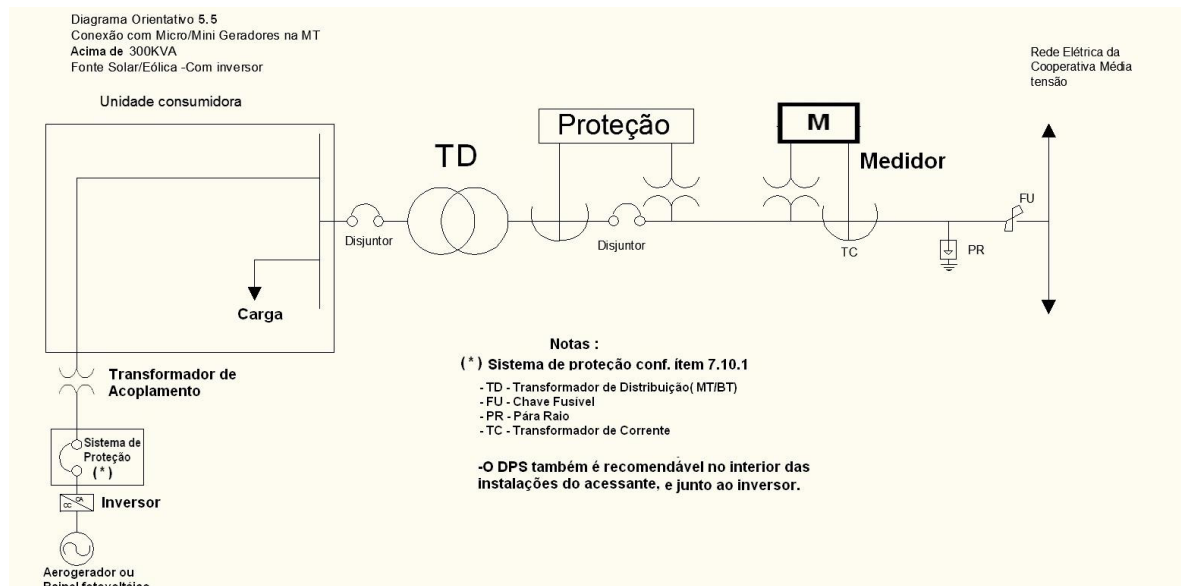 Diagrama Orientativo 5.5
Conexão com Micro/Mini Geradores na MT
Acima de 300KVA
Fonte Solar/Eólica -Com inversor
Rede Elétrica da
Cooperativa Média
tensão
Unidade consumidora
Proteção
M
TD
Medidor
FU
Disjuntor
Disjuntor
TC
PR
Carga
Notas :
(*) Sistema de proteção conf. ítem 7.10.1
- TD - Transformador de Distribuição( MT/BT)
- FU - Chave Fusível
- PR - Pára Raio
- TC - Transformador de Corrente
-O DPS também é recomendável no interior das
instalações do acessante, e junto ao inversor.
Transformador de
Acoplamento
Sistema de
Proteção
(*)
CA
CC
Inversor
Aerogerador ou
Painel fotovoltáico